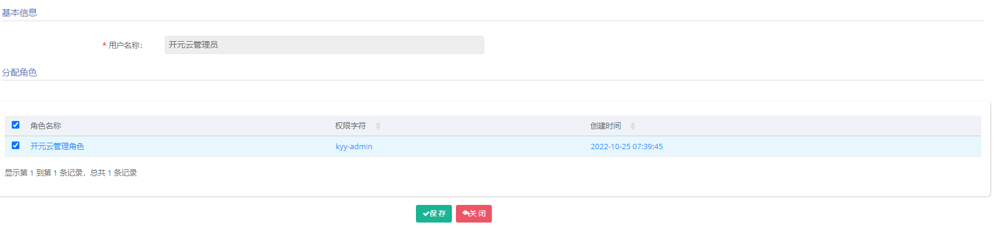 基本信息
* 用户名称： 开元云管理员
分配角色
角色名称 权限字符 创建时间
开元云管理角色 kyy-admin 2022-10-25 07:39:45
显示第 1 到第 1 条记录，总共 1 条记录
保存 关闭